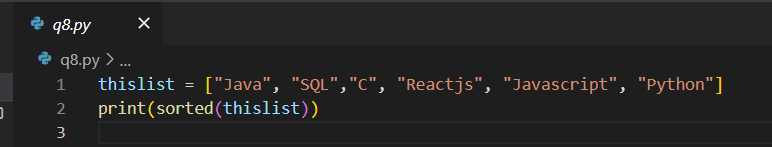 q8.py ×
q8.py > ...
1 thislist = ["Java", "SQL","C", "Reactjs", "Javascript", "Python"]
2 print(sorted(thislist))
3